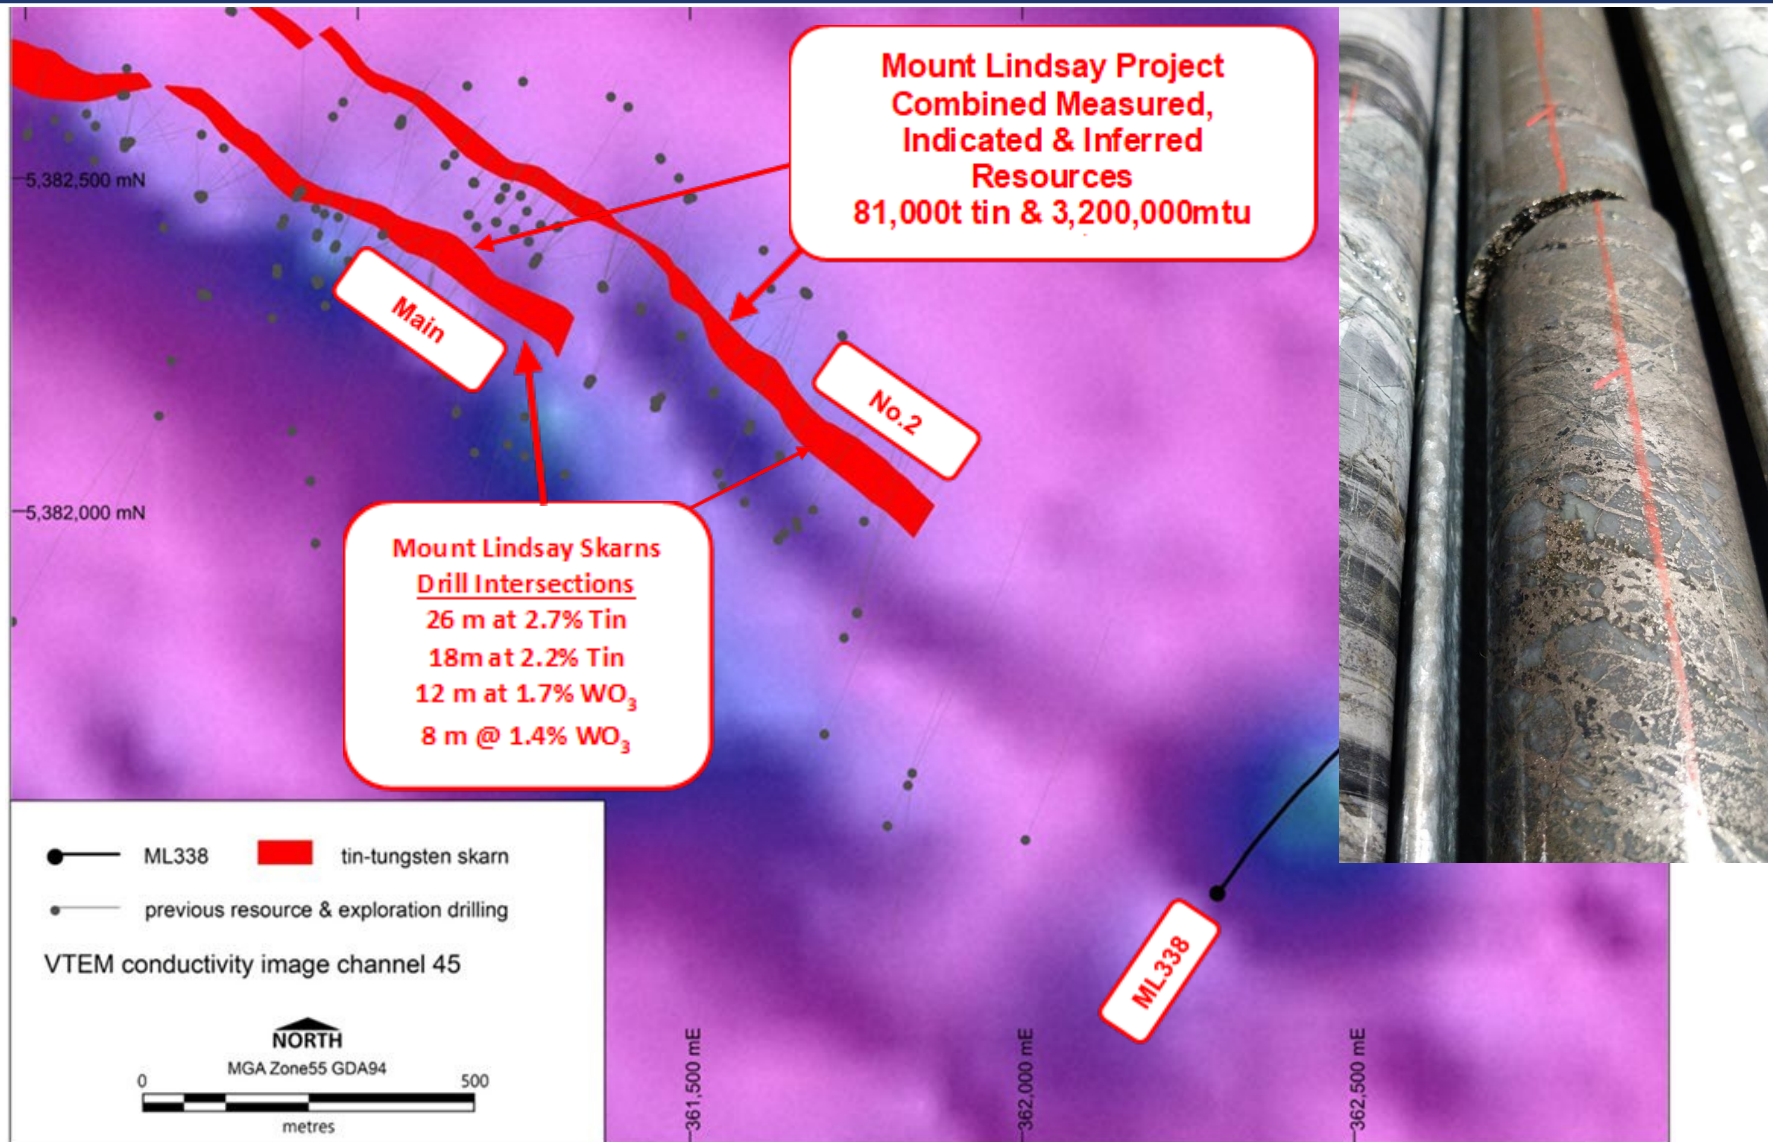 Mount Lindsay Project
Combined Measured,
Indicated & Inferred
Resources
81,000t tin & 3,200,000mtu
5,382,500 mN
Main
No.2
5,382,000 mN
Mount Lindsay Skarns
Drill Intersections
26 m at 2.7% Tin
18m at 2.2% Tin
12 m at 1.7% WO3
8 m @ 1.4% WO3
ML338
ML338
tin-tungsten skarn
previous resource & exploration drilling
VTEM conductivity image channel 45
NORTH
MGA Zone55 GDA94
0 500
metres
361,500 mE
362,000 mE
362,500 mE